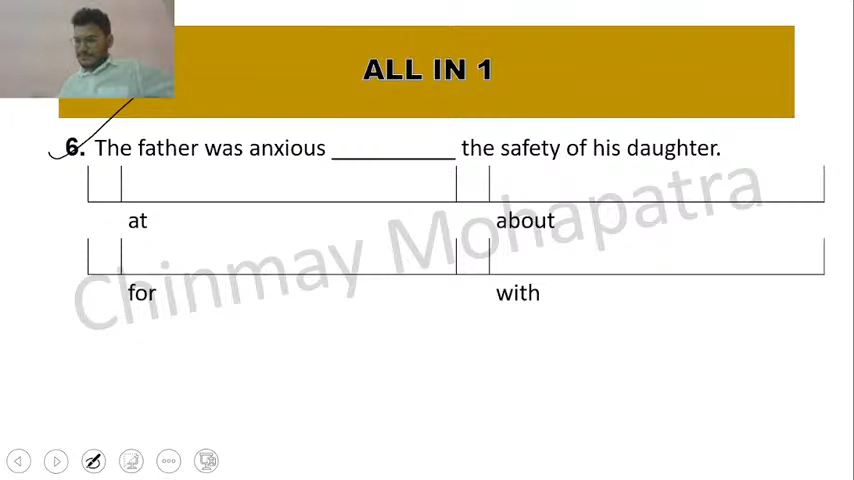 ALL IN 1
6. The father was anxious __________ the safety of his daughter.
at
about
for
with
Chinmay Mohapatra